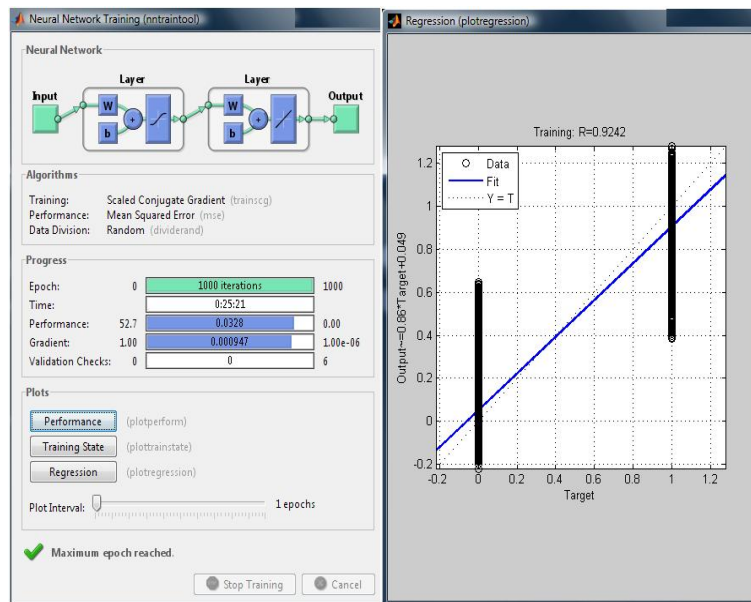 Neural Network Training (nntraintool)
Neural Network
Layer Layer
Input Output
W W
+ +
b b
Algorithms
Training: Scaled Conjugate Gradient (trainscg)
Performance: Mean Squared Error (mse)
Data Division: Random (dividerand)
Progress
Epoch: 0 1000 iterations 1000
Time: 0:25:21
Performance: 52.7 0.0328 0.00
Gradient: 1.00 0.000947 1.00e-06
Validation Checks: 0 0 6
Plots
Performance (plotperform)
Training State (plottrainstate)
Regression (plotregression)
Plot Interval: 1 epochs
Maximum epoch reached.
Stop Training Cancel
Regression (plotregression)
Training: R=0.9242
Data
Fit
Y = T
Output~=0.86*Target+0.049
1.2
1
0.8
0.6
0.4
0.2
0
-0.2
-0.2 0 0.2 0.4 0.6 0.8 1 1.2
Target